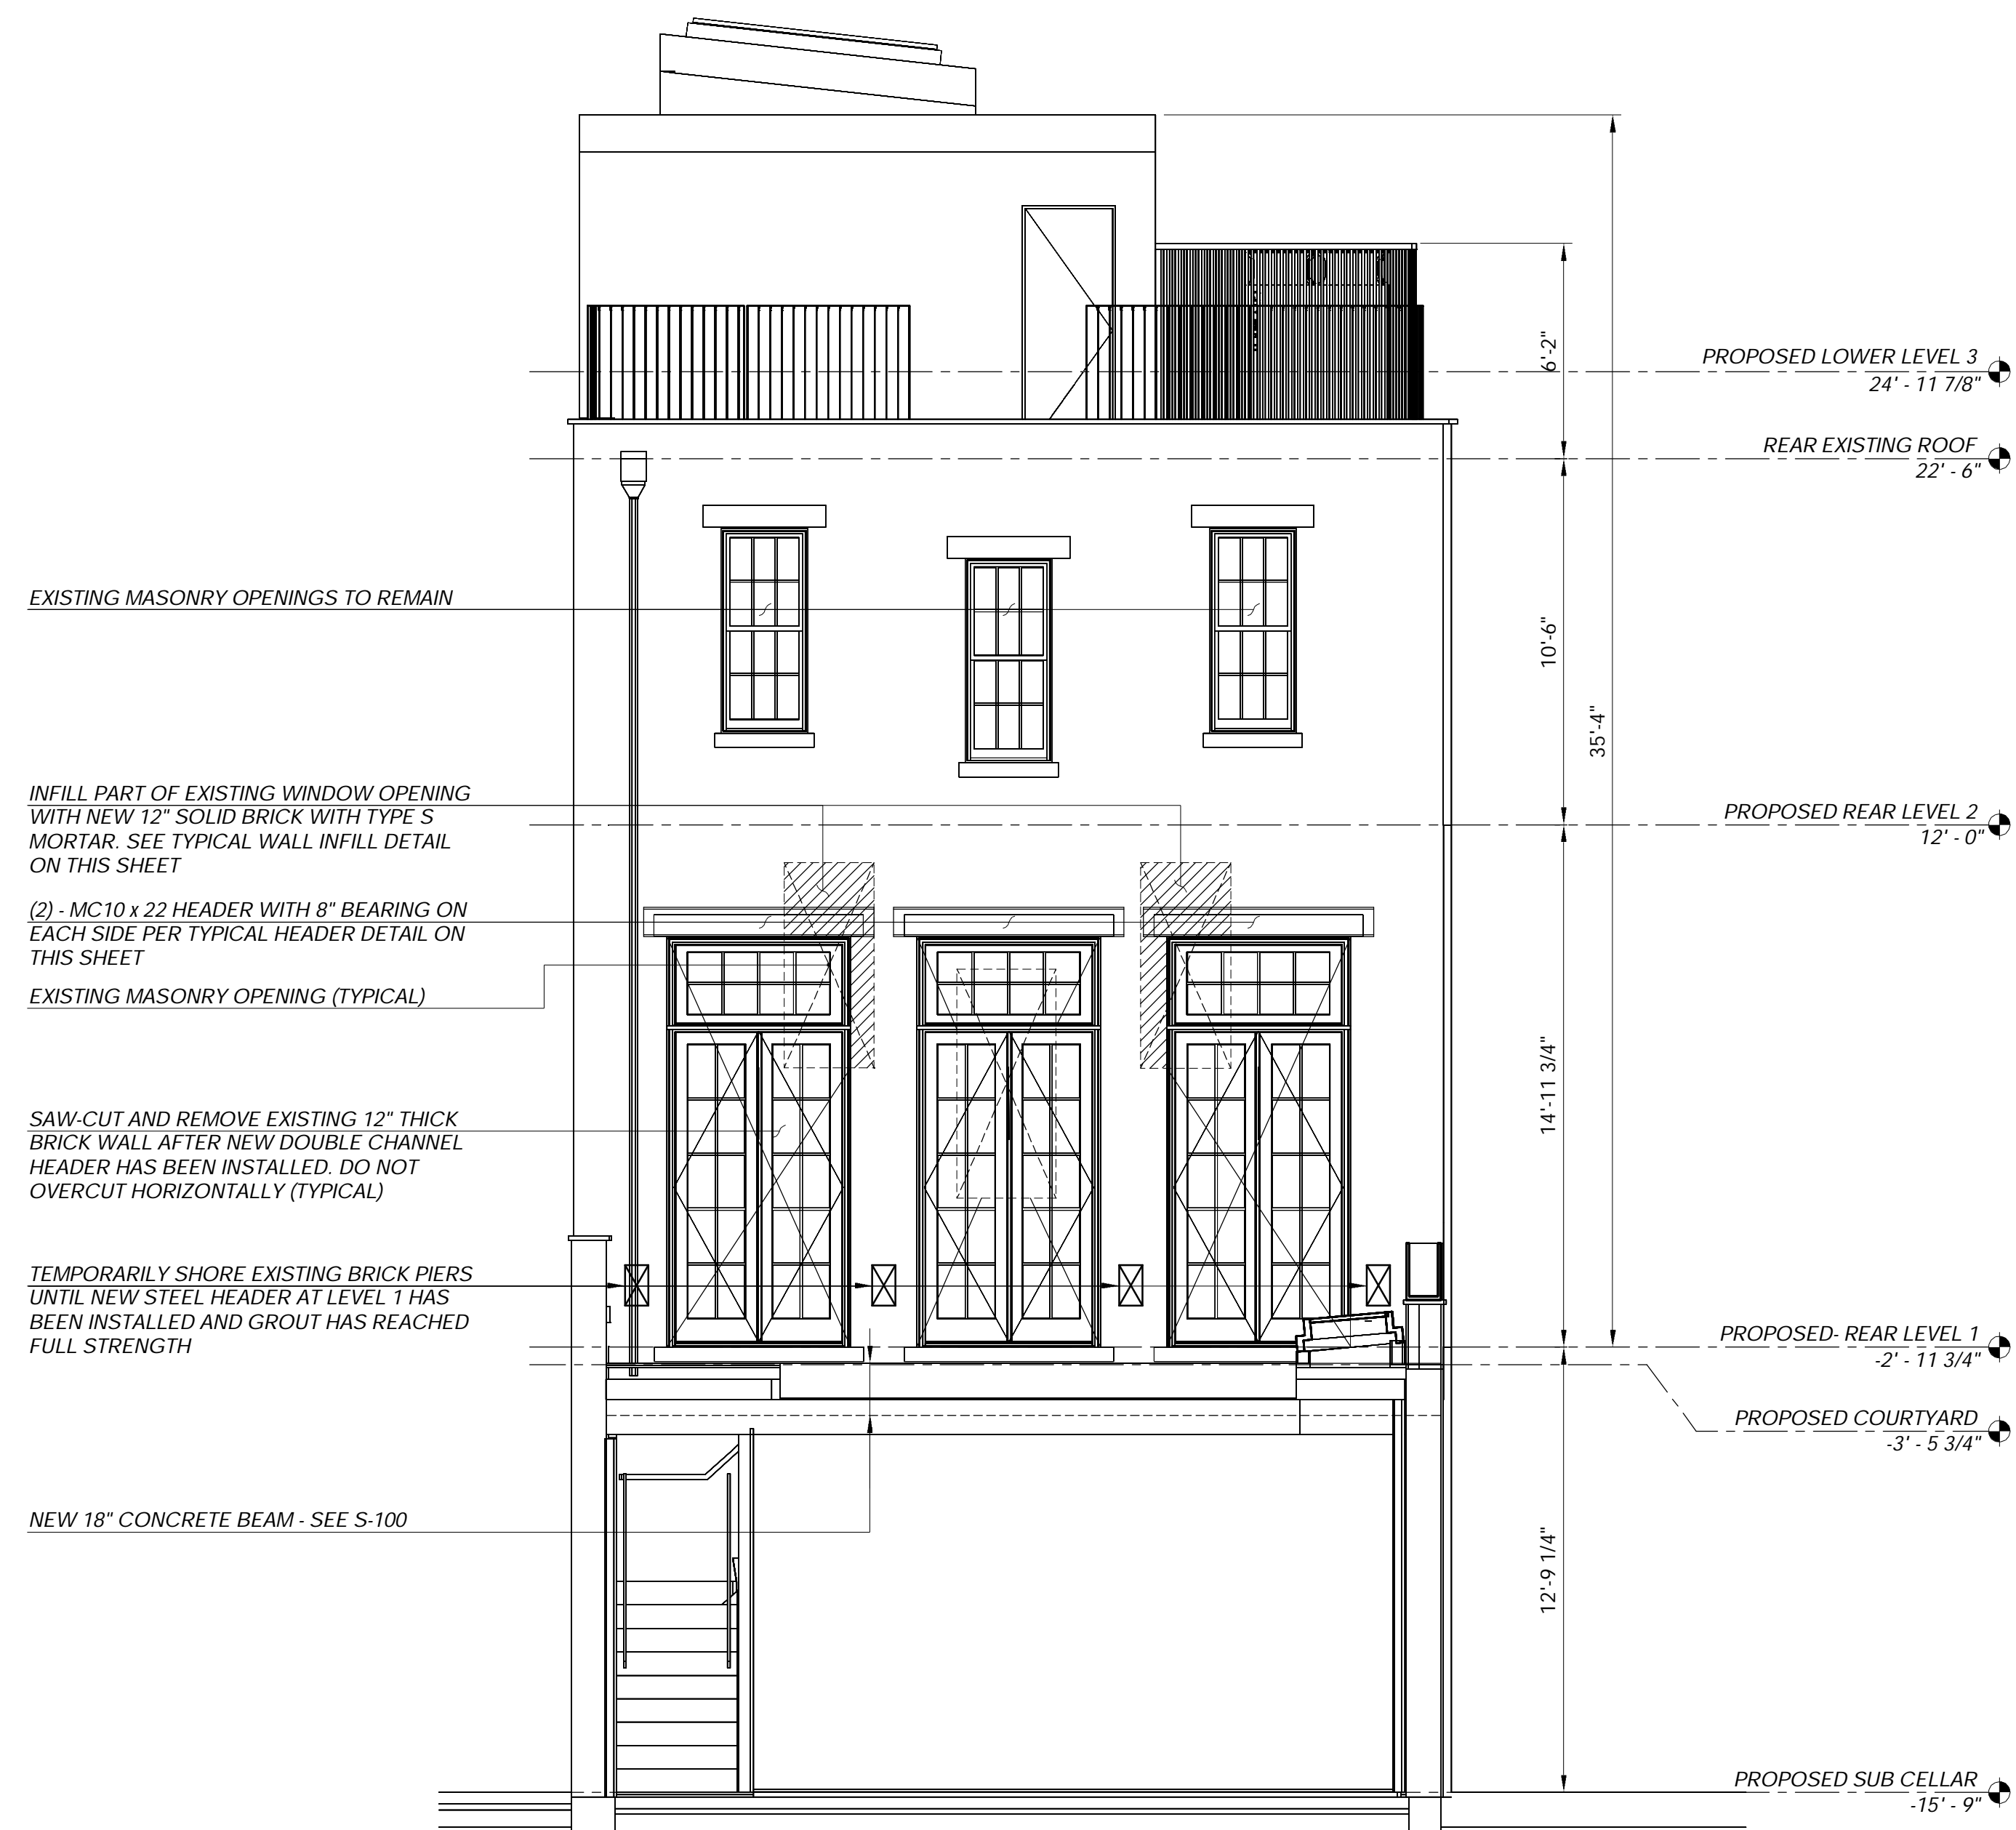 EXISTING MASONRY OPENINGS TO REMAIN
INFILL PART OF EXISTING WINDOW OPENING
WITH NEW 12" SOLID BRICK WITH TYPE S
MORTAR. SEE TYPICAL WALL INFILL DETAIL
ON THIS SHEET
(2) - MC10 x 22 HEADER WITH 8" BEARING ON
EACH SIDE PER TYPICAL HEADER DETAIL ON
THIS SHEET
EXISTING MASONRY OPENING (TYPICAL)
SAW-CUT AND REMOVE EXISTING 12" THICK
BRICK WALL AFTER NEW DOUBLE CHANNEL
HEADER HAS BEEN INSTALLED. DO NOT
OVERCUT HORIZONTALLY (TYPICAL)
TEMPORARILY SHORE EXISTING BRICK PIERS
UNTIL NEW STEEL HEADER AT LEVEL 1 HAS
BEEN INSTALLED AND GROUT HAS REACHED
FULL STRENGTH
NEW 18" CONCRETE BEAM - SEE S-100
6'-2"
10'-6"
35'-4"
14'-11 3/4"
12'-9 1/4"
PROPOSED LOWER LEVEL 3
24' - 11 7/8"
REAR EXISTING ROOF
22' - 6"
PROPOSED REAR LEVEL 2
12' - 0"
PROPOSED- REAR LEVEL 1
-2' - 11 3/4"
PROPOSED COURTYARD
-3' - 5 3/4"
PROPOSED SUB CELLAR
-15' - 9"